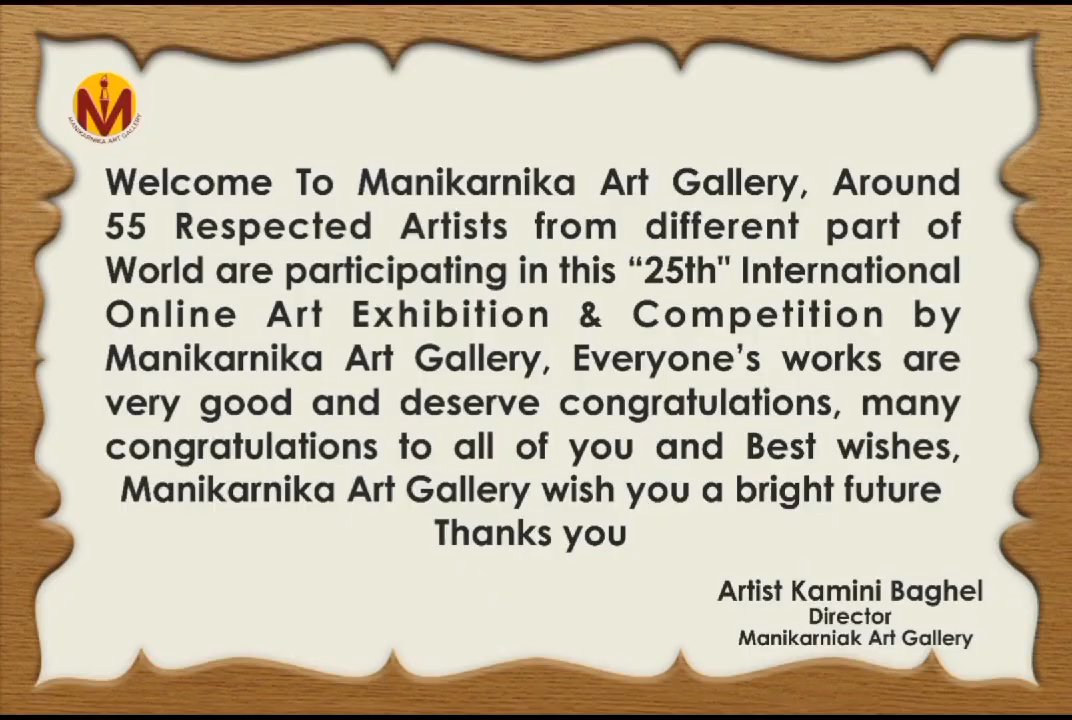 MANIKARNIKA ART GALLERY
Welcome To Manikarnika Art Gallery, Around
55 Respected Artists from different part of
World are participating in this “25th" International
Online Art Exhibition & Competition by
Manikarnika Art Gallery, Everyone’s works are
very good and deserve congratulations, many
congratulations to all of you and Best wishes,
Manikarnika Art Gallery wish you a bright future
Thanks you
Artist Kamini Baghel
Director
Manikarniak Art Gallery